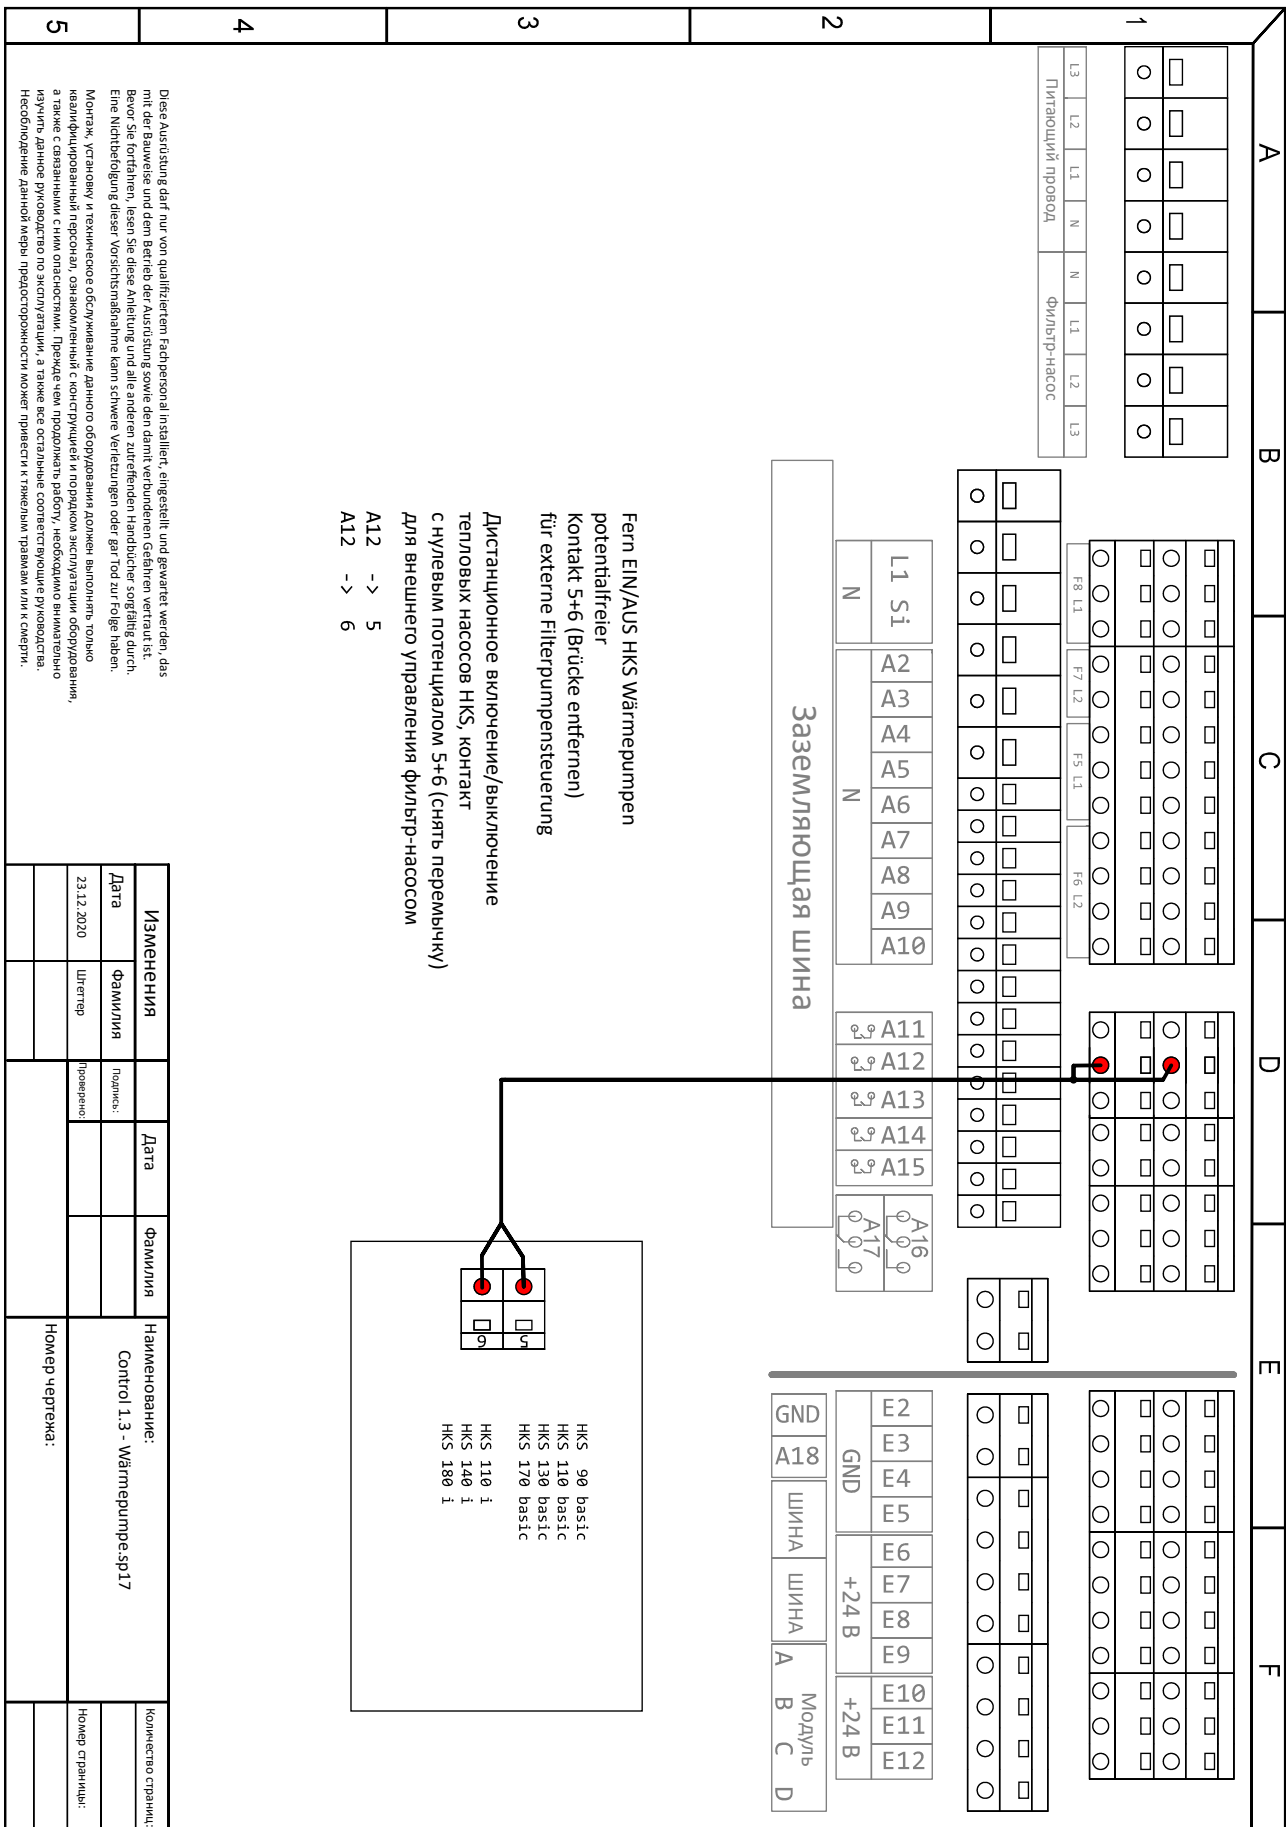 A
B
C
D
E
F
1
2
3
4
5
L3
L2
L1
N
N
L1
L2
L3
Питающий провод
Фильтр-насос
F8 L1
F7 L2
F5 L1
F6 L2
L1 Si
A2
A3
A4
A5
A6
A7
A8
A9
A10
N
N
Заземляющая шина
A11
A12
A13
A14
A15
A16
A17
E2
E3
E4
E5
E6
E7
E8
E9
E10
E11
E12
GND
+24 В
+24 В
GND
A18
ШИНА
ШИНА
Модуль
A B C D
Fern EIN/AUS HKS Wärmepumpen
potentialfreier
Kontakt 5+6 (Brücke entfernen)
für externe Filterpumpensteuerung
Дистанционное включение/выключение
тепловых насосов HKS, контакт
с нулевым потенциалом 5+6 (снять перемычку)
для внешнего управления фильтр-насосом
A12 -> 5
A12 -> 6
5
6
HKS 90 basic
HKS 110 basic
HKS 130 basic
HKS 170 basic
HKS 110 i
HKS 140 i
HKS 180 i
Diese Ausrüstung darf nur von qualifiziertem Fachpersonal installiert, eingestellt und gewartet werden, das
mit der Bauweise und dem Betrieb der Ausrüstung sowie den damit verbundenen Gefahren vertraut ist.
Bevor Sie fortfahren, lesen Sie diese Anleitung und alle anderen zutreffenden Handbücher sorgfältig durch.
Eine Nichtbefolgung dieser Vorsichtsmaßnahme kann schwere Verletzungen oder gar Tod zur Folge haben.
Монтаж, установку и техническое обслуживание данного оборудования должен выполнять только
квалифицированный персонал, ознакомленный с конструкцией и порядком эксплуатации оборудования,
а также с связанными с ним опасностями. Прежде чем продолжать работу, необходимо внимательно
изучить данное руководство по эксплуатации, а также все остальные соответствующие руководства.
Несоблюдение данной меры предосторожности может привести к тяжелым травмам или к смерти.
Изменения
Дата
Фамилия
Дата
Фамилия
Подпись:
23.12.2020
Штеттер
Проверено:
Наименование:
Control 1.3 - Wärmepumpe.sp17
Номер чертежа:
Количество страниц:
Номер страницы: